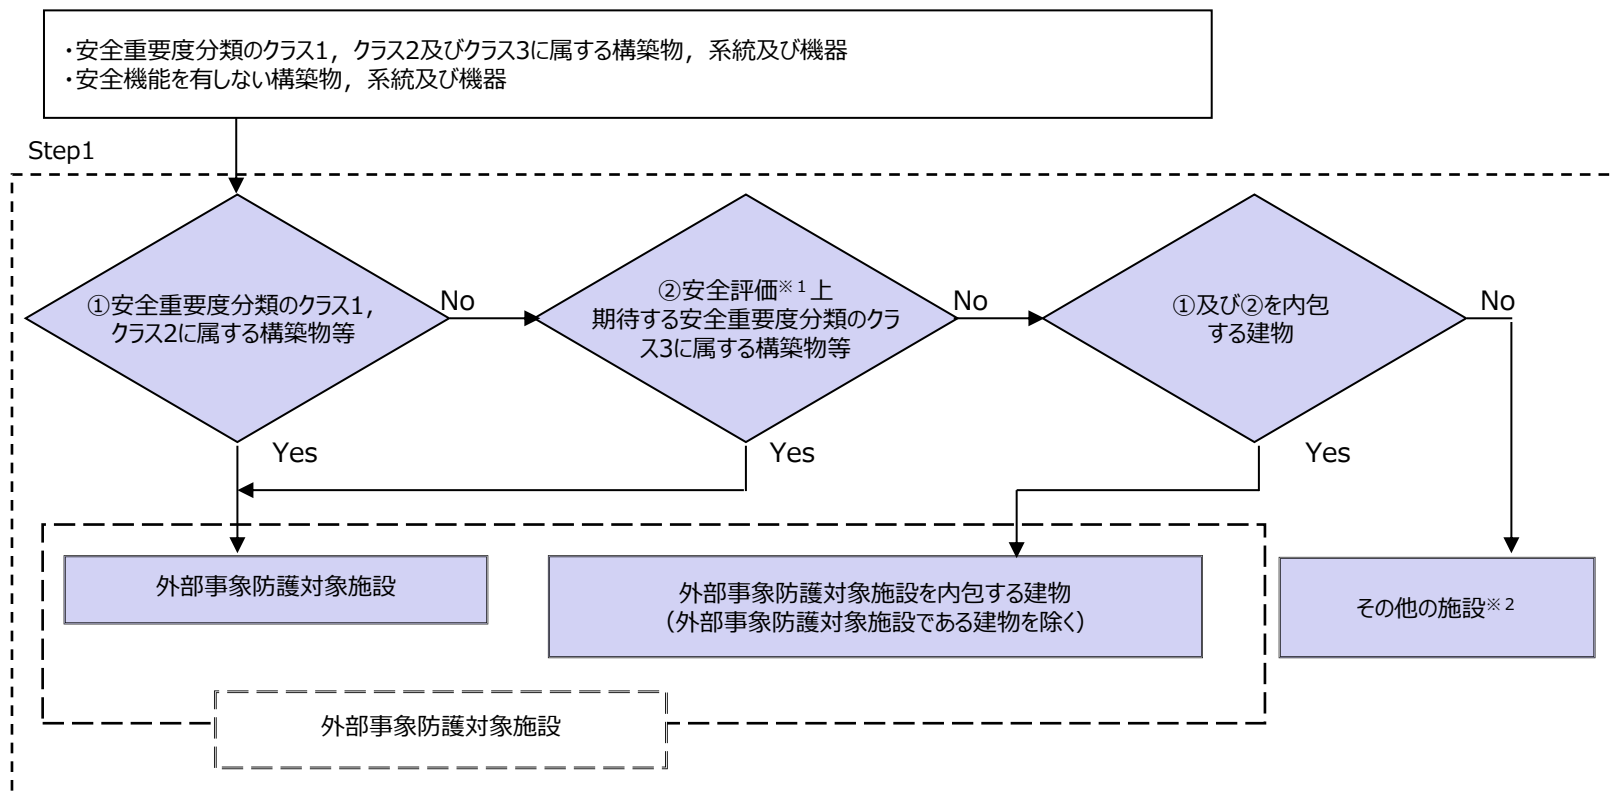 ・安全重要度分類のクラス1，クラス2及びクラス3に属する構築物，系統及び機器
・安全機能を有しない構築物，系統及び機器
Step1
①安全重要度分類のクラス1，
クラス2に属する構築物等
No
②安全評価※１上
期待する安全重要度分類のクラ
ス3に属する構築物等
No
①及び②を内包
する建物
No
Yes
Yes
Yes
外部事象防護対象施設
外部事象防護対象施設を内包する建物
（外部事象防護対象施設である建物を除く）
その他の施設※２
外部事象防護対象施設